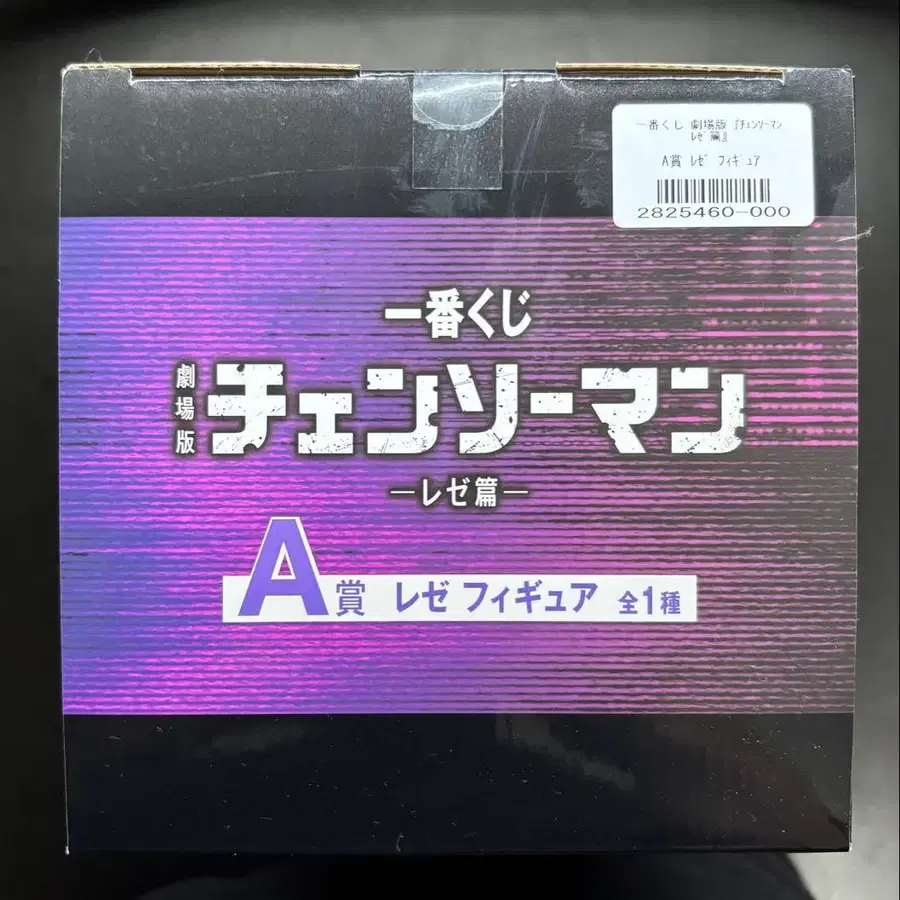 一番くじ 劇場版 『ﾁｪﾝｿｰﾏﾝ
ﾚｾﾞ篇』
A賞 ﾚｾﾞ ﾌｨｷﾞｭｱ
2825460-000
一番くじ
劇場版
チェンソーマン
―レゼ篇―
A賞 レゼ フィギュア 全1種